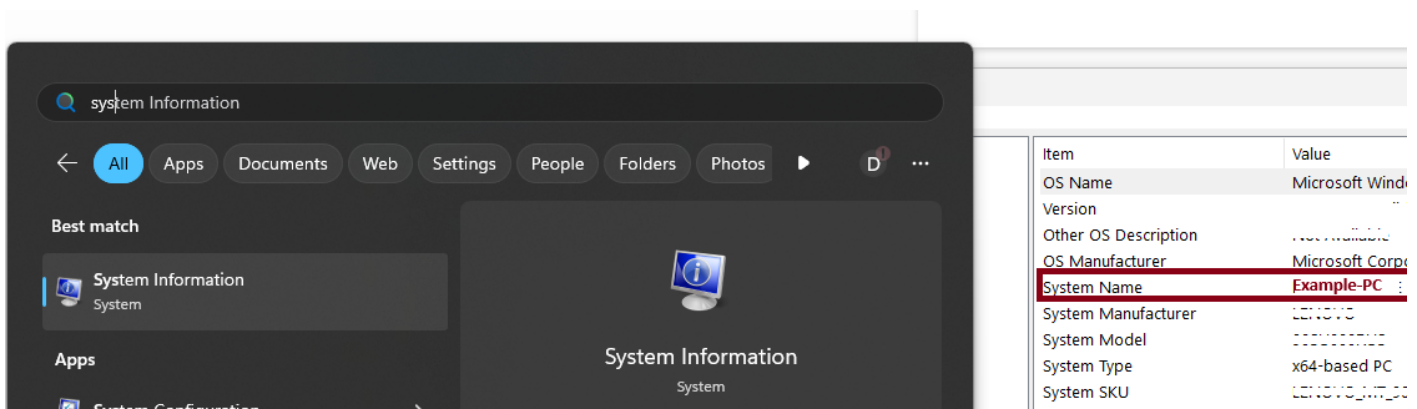 system Information
All Apps Documents Web Settings People Folders Photos D ...
Best match
System Information
System
Apps
System Information
System
Item Value
OS Name Microsoft
Version
Other OS Description
OS Manufacturer Microsoft
System Name Example-PC
System Manufacturer
System Model
System Type x64-based PC
System SKU